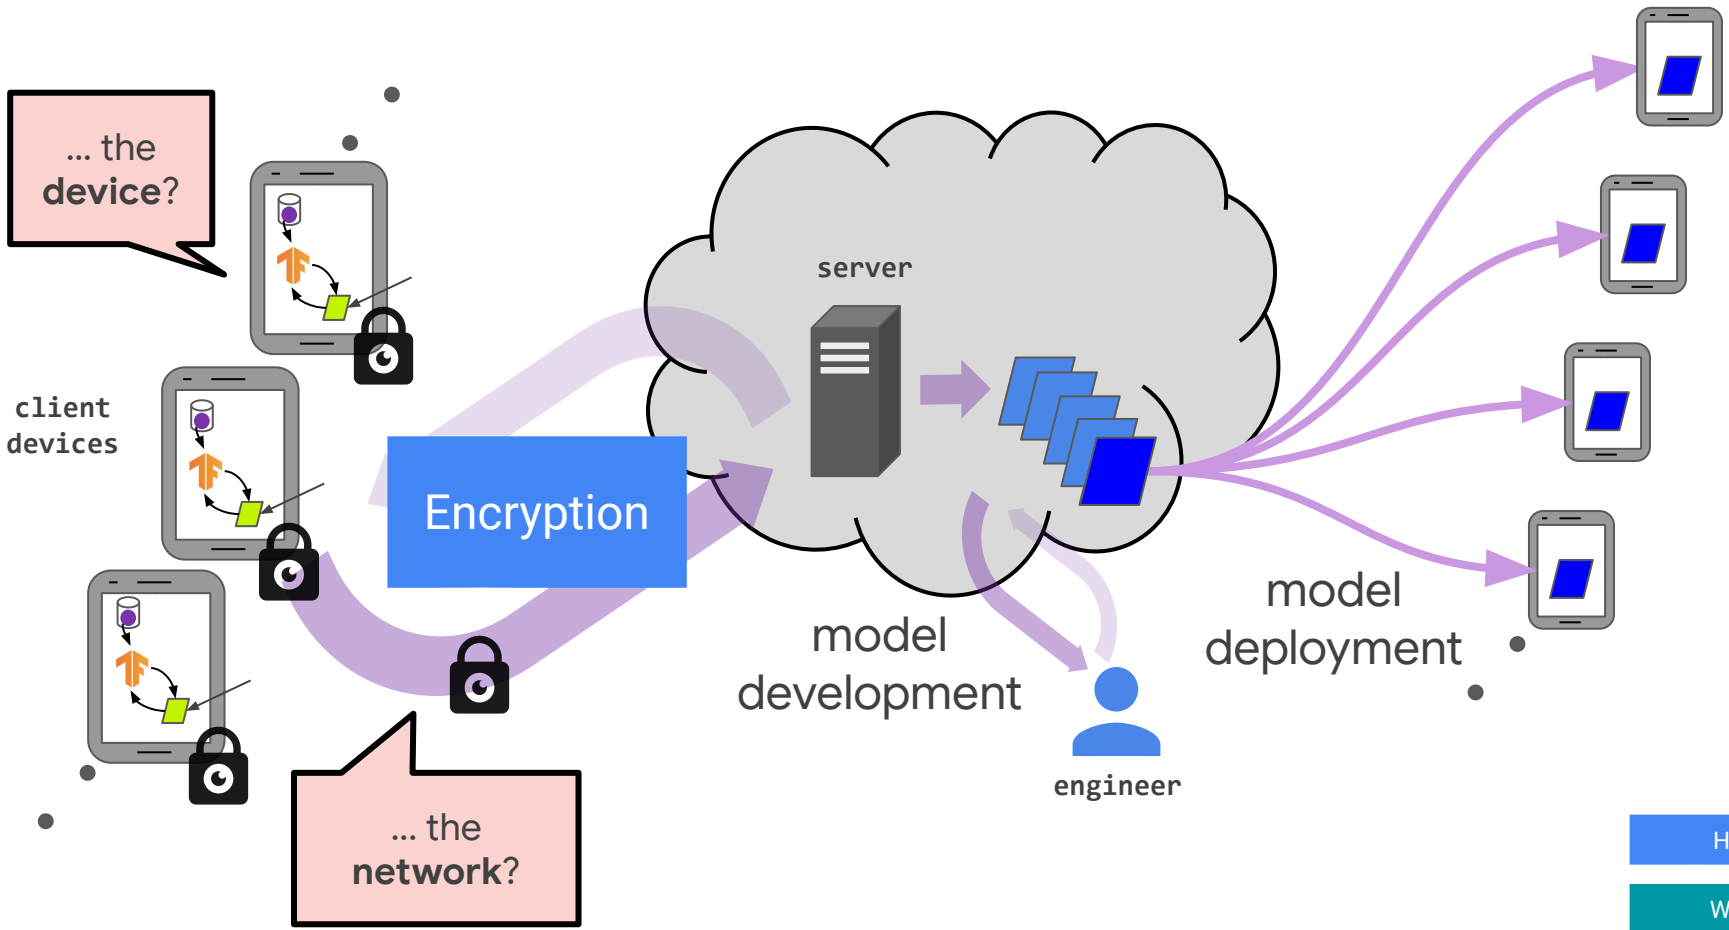 ... the
device?
server
client
devices
Encryption
model
deployment
model
development
engineer
... the
network?
H
W